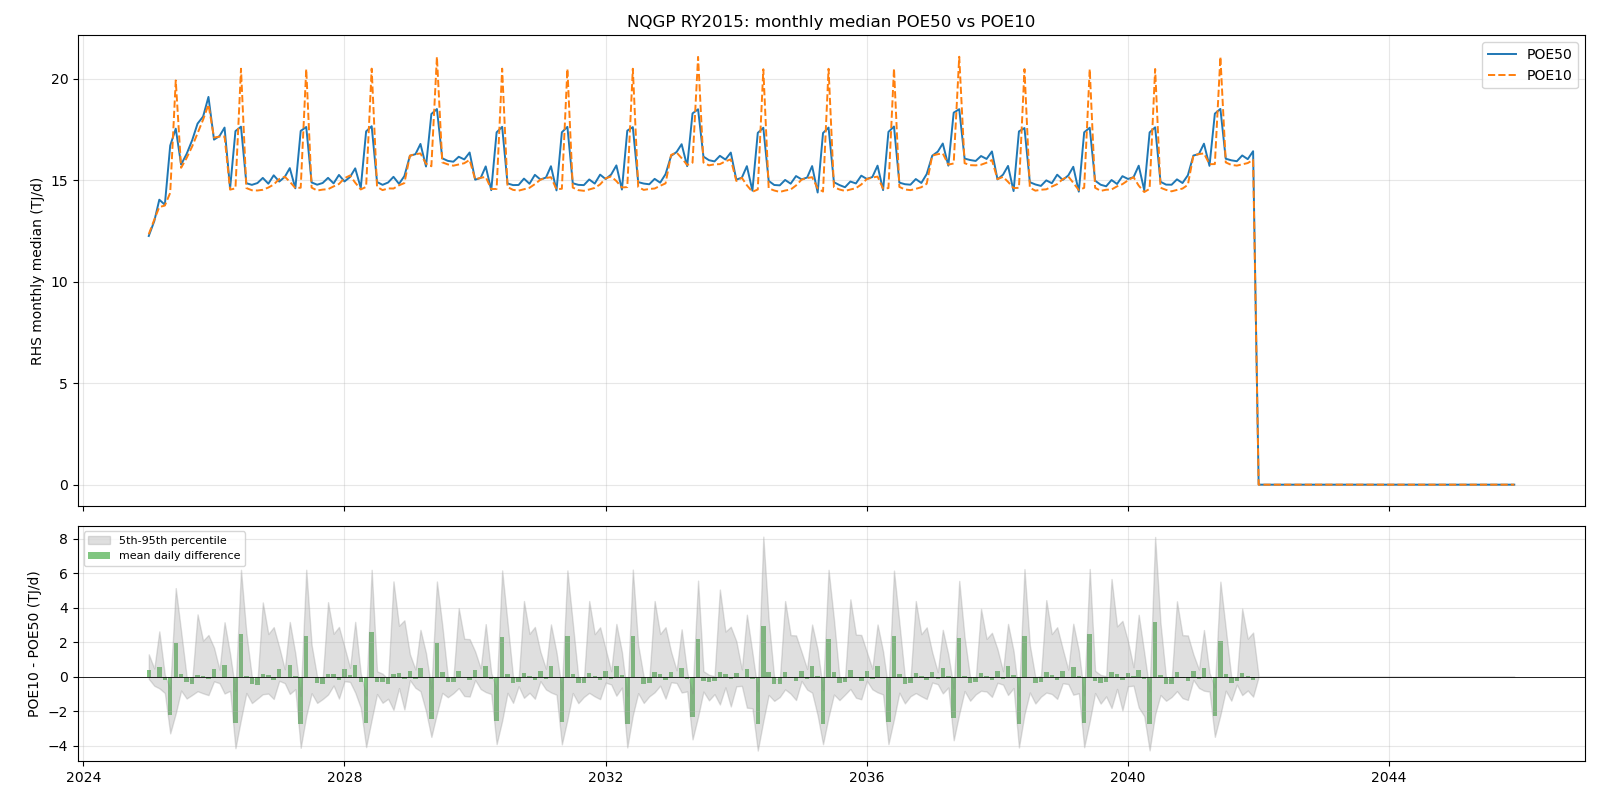 NQGP RY2015: monthly median POE50 vs POE10
RHS monthly median (TJ/d)
20
15
10
5
0
POE50
POE10
POE10 - POE50 (TJ/d)
8
6
4
2
0
−2
−4
5th-95th percentile
mean daily difference
2024
2028
2032
2036
2040
2044